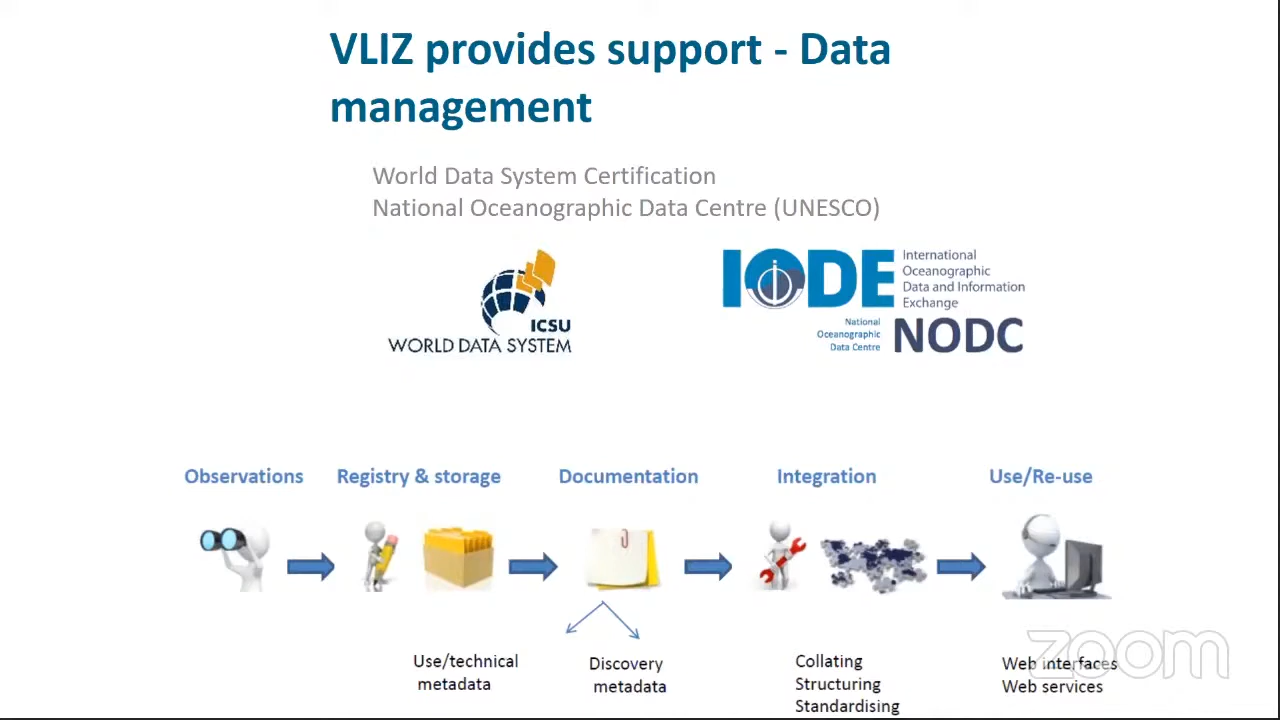 VLIZ provides support - Data
management
World Data System Certification
National Oceanographic Data Centre (UNESCO)
ICSU
WORLD DATA SYSTEM
IODE
International
Oceanographic
Data and Information
Exchange
National
Oceanographic
Data Centre
NODC
Observations
Registry & storage
Documentation
Integration
Use/Re-use
Use/technical
metadata
Discovery
metadata
Collating
Structuring
Standardising
Web interfaces
Web services
zoom